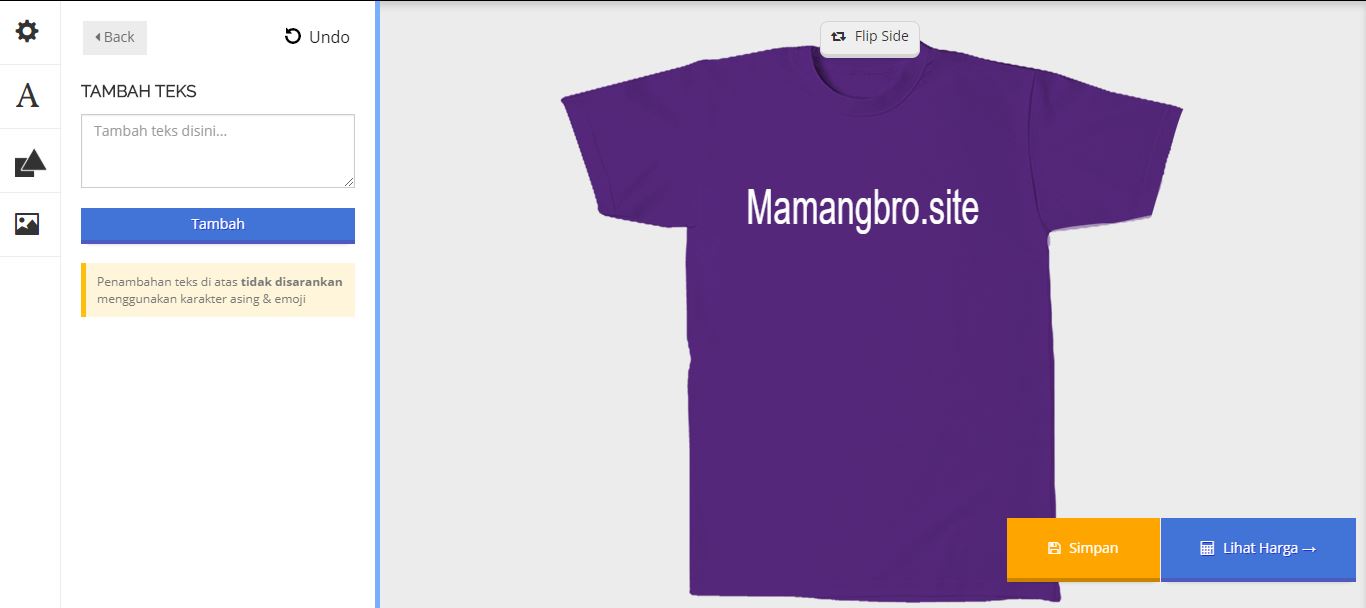 Back
Undo
TAMBAH TEKS
Tambah teks disini...
Tambah
Penambahan teks di atas tidak disarankan
menggunakan karakter asing & emoji
Flip Side
Mamangbro.site
Simpan
Lihat Harga →